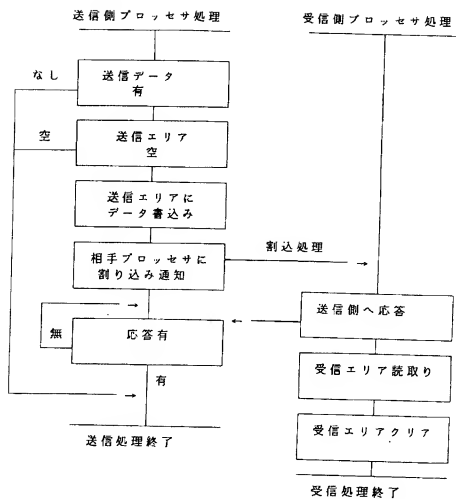 送信側プロッセサ処理
受信側プロッセサ処理
なし
送信データ
有
空
送信エリア
空
送信エリアに
データ書込み
相手プロッセサに
割り込み通知
割込処理
送信側へ応答
無
応答有
有
受信エリア読取り
受信エリアクリア
送信処理終了
受信処理終了